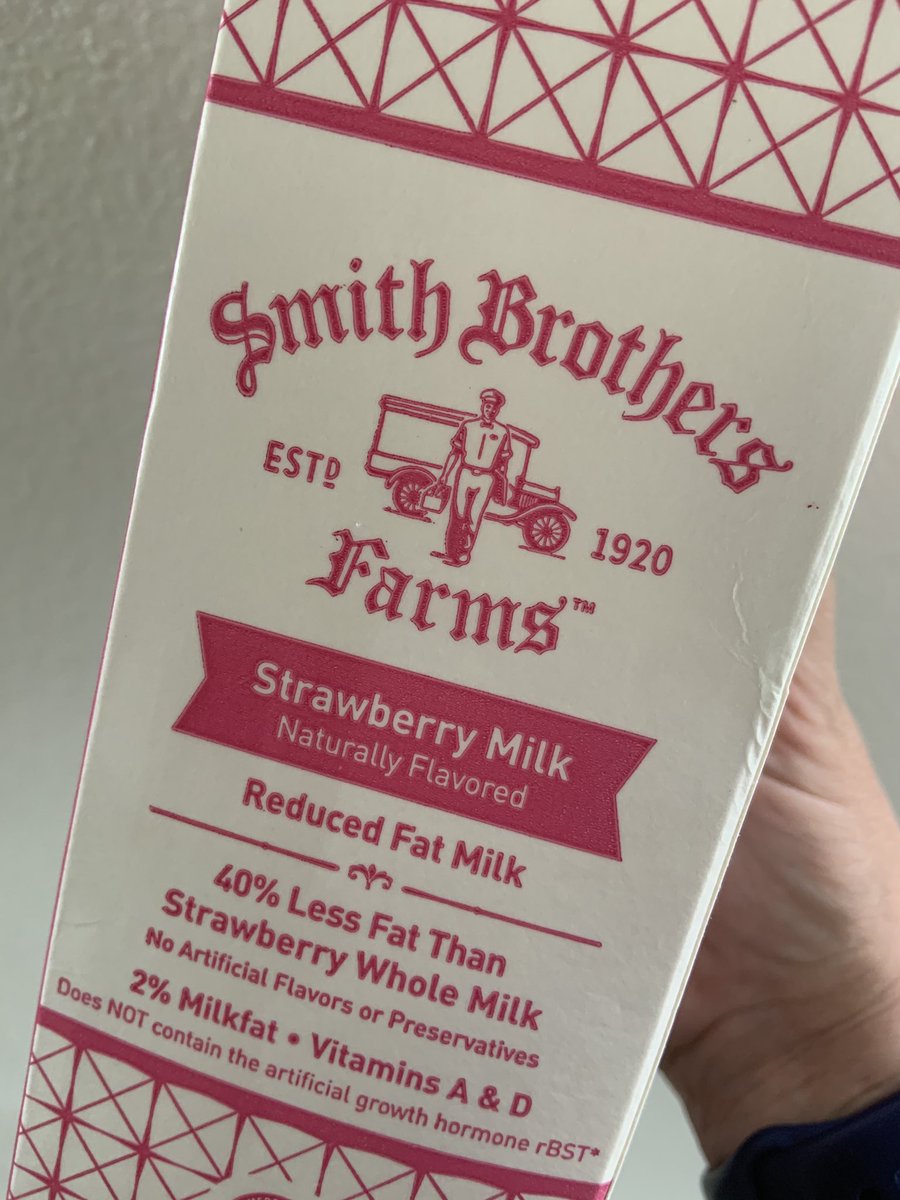 Smith Brothers
ESTD 1920
Farms™
Strawberry Milk
Naturally Flavored
Reduced Fat Milk
40% Less Fat Than
Strawberry Whole Milk
No Artificial Flavors or Preservatives
2% Milkfat • Vitamins A & D
Does NOT contain the artificial growth hormone rBST*